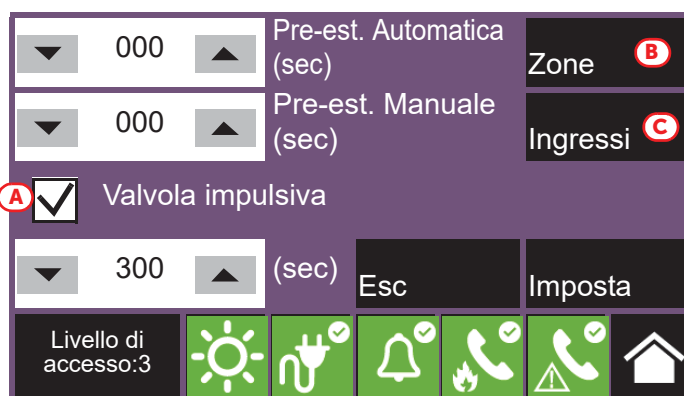 000
Pre-est. Automatica
(sec)
Zone
B
000
Pre-est. Manuale
(sec)
Ingressi
C
A
Valvola impulsiva
300
(sec)
Esc
Imposta
Livello di
accesso:3